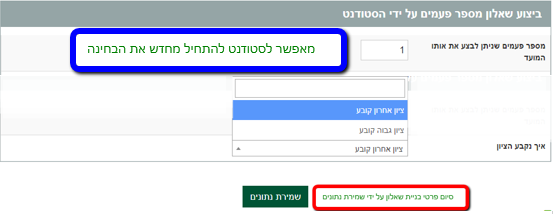 ביצוע שאלון מספר פעמים על ידי הסטודנט
מספר פעמים שניתן לבצע את אותו
המועד
1
מאפשר לסטודנט להתחיל מחדש את הבחינה
ציון אחרון קובע
ציון גבוה קובע
איך נקבע הציון
ציון אחרון קובע
שמירת נתונים
סיום פרטי בניית שאלון על ידי שמירת נתונים